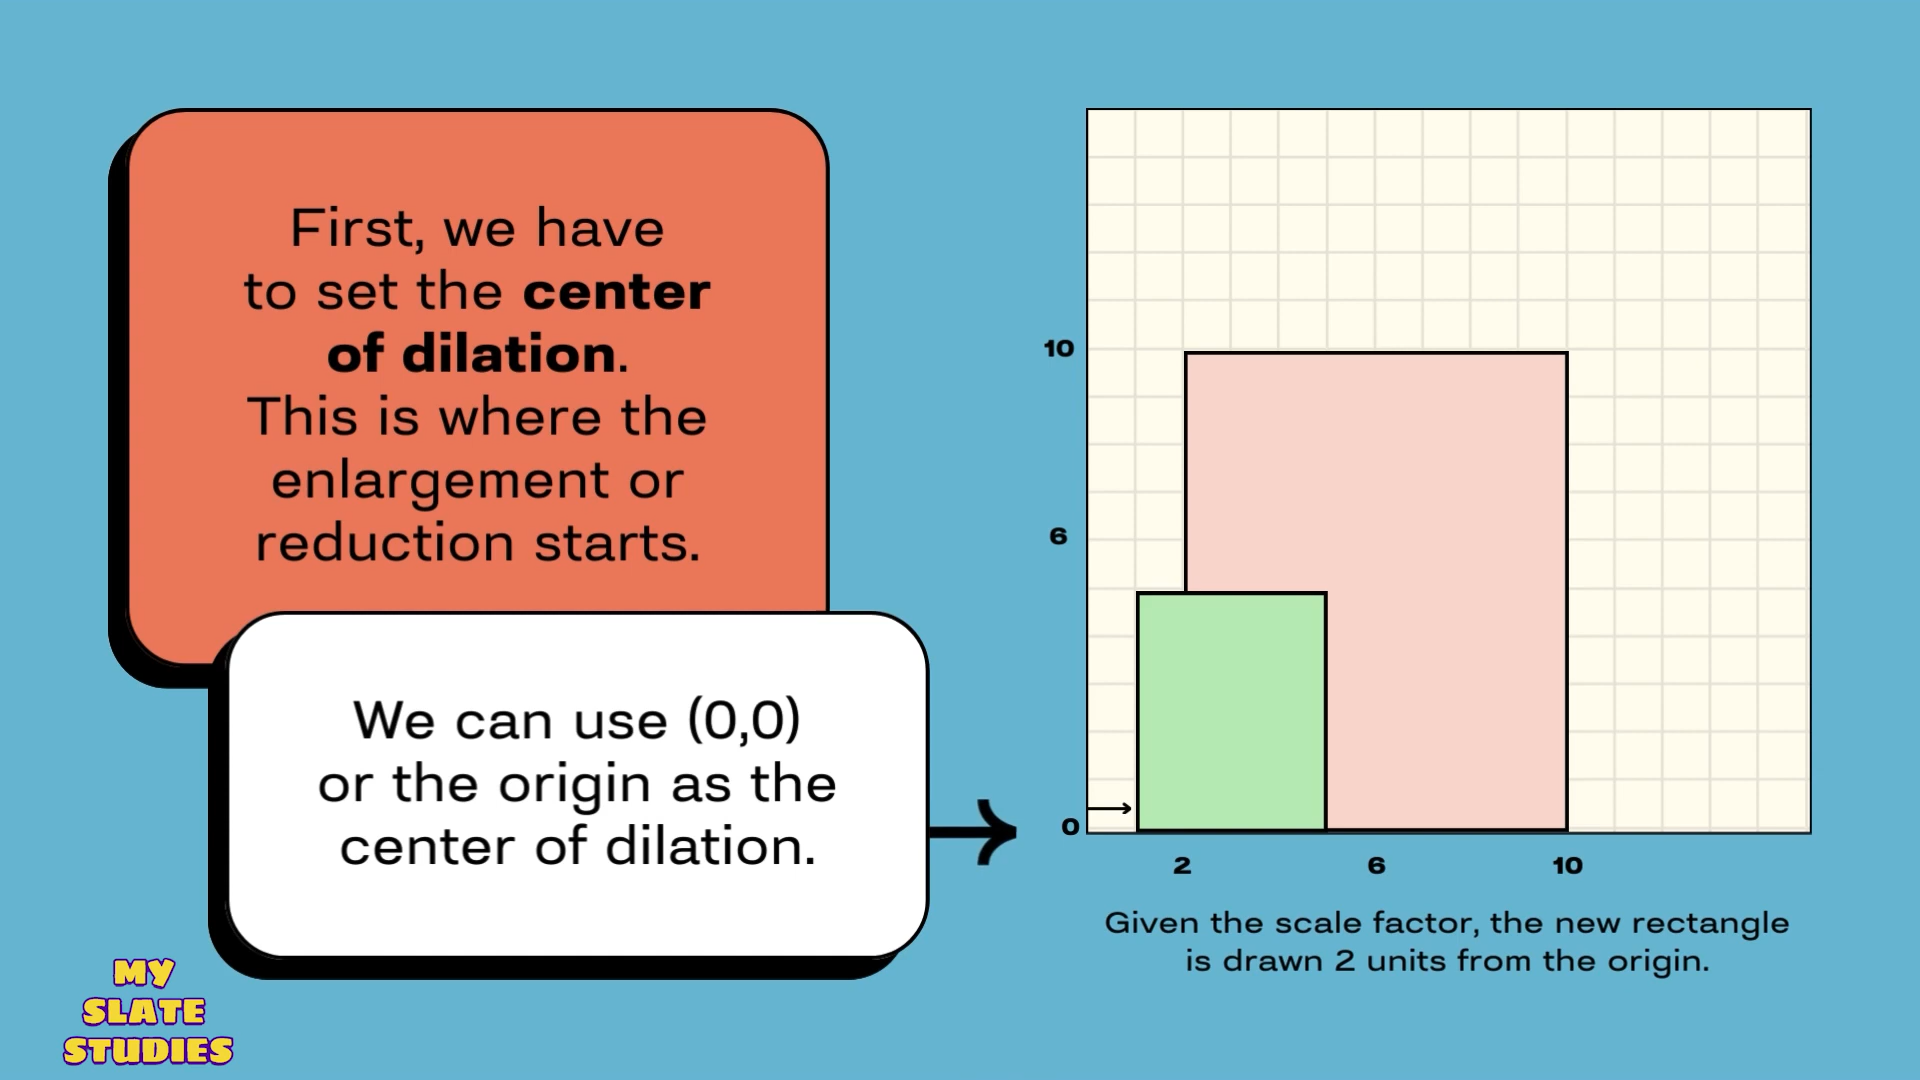 First, we have
to set the center
of dilation.
This is where the
enlargement or
reduction starts.
We can use (0,0)
or the origin as the
center of dilation.
10
6
0
2 6 10
Given the scale factor, the new rectangle
is drawn 2 units from the origin.
MY
SLATE
STUDIES